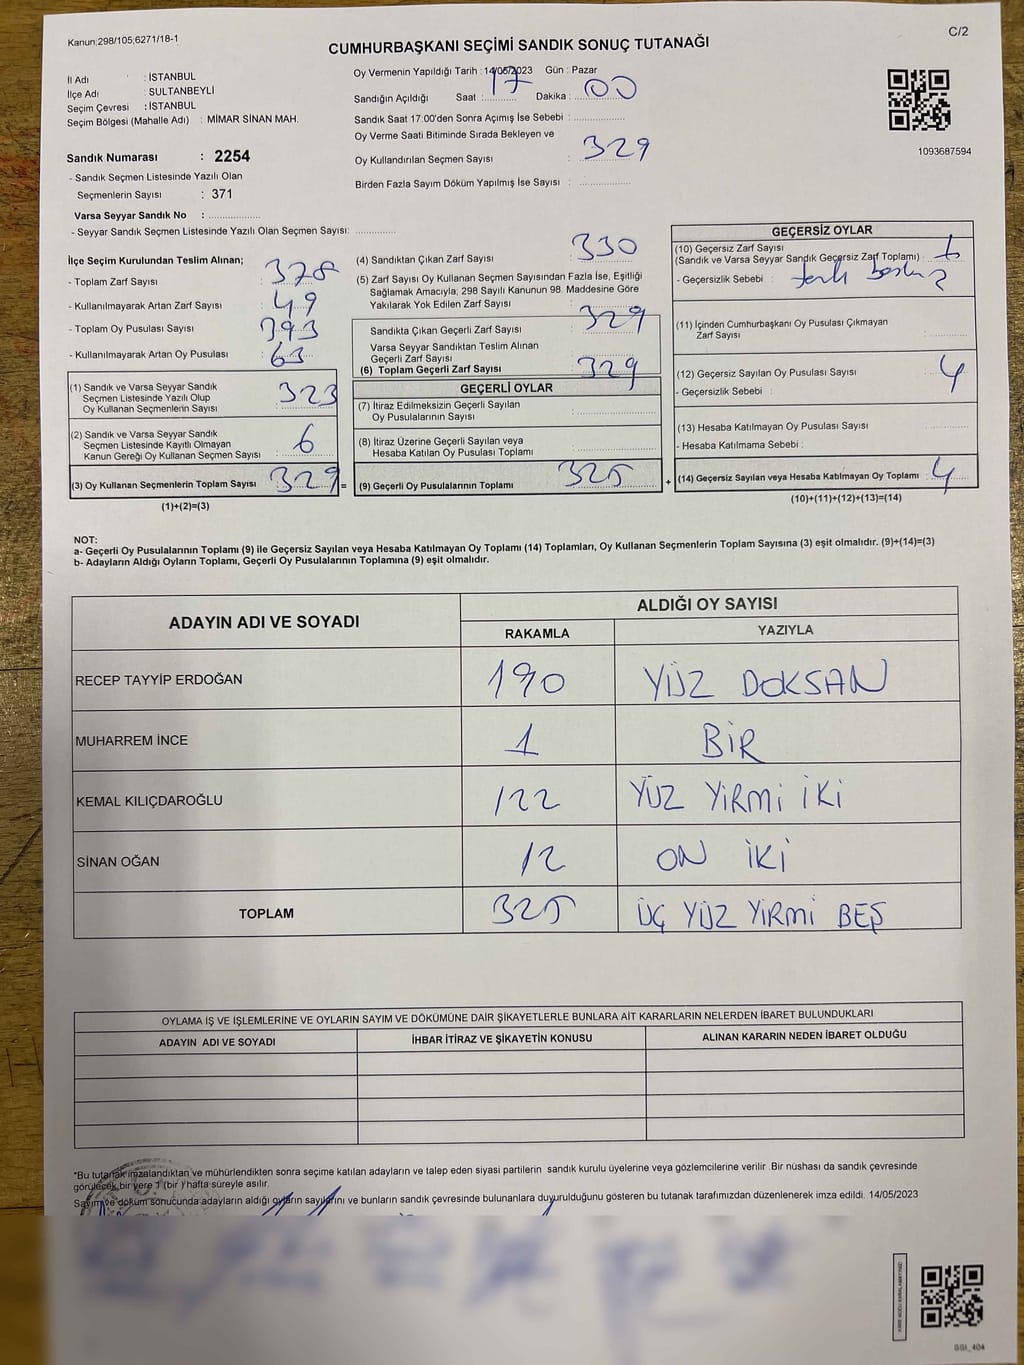 Kanun:298/105;6271/18-1
C/2
CUMHURBAŞKANI SEÇİMİ SANDIK SONUÇ TUTANAĞI
İl Adı : İSTANBUL
İlçe Adı : SULTANBEYLİ
Seçim Çevresi : İSTANBUL
Seçim Bölgesi (Mahalle Adı) : MİMAR SİNAN MAH.
Sandık Numarası : 2254
- Sandık Seçmen Listesinde Yazılı Olan
Seçmenlerin Sayısı : 371
Varsa Seyyar Sandık No :
- Seyyar Sandık Seçmen Listesinde Yazılı Olan Seçmen Sayısı:
Oy Vermenin Yapıldığı Tarih : 14/05/2023 Gün : Pazar
Sandığın Açıldığı Saat : 17 Dakika : 00
Sandık Saat 17:00'den Sonra Açımış İse Sebebi :
Oy Verme Saati Bitiminde Sırada Bekleyen ve
Oy Kullandırılan Seçmen Sayısı : 329
Birden Fazla Sayım Döküm Yapılmış İse Sayısı :
1093687594
İlçe Seçim Kurulundan Teslim Alınan;
- Toplam Zarf Sayısı : 378
- Kullanılmayarak Artan Zarf Sayısı : 49
- Toplam Oy Pusulası Sayısı : 393
- Kullanılmayarak Artan Oy Pusulası : 63
(1) Sandık ve Varsa Seyyar Sandık
Seçmen Listesinde Yazılı Olup
Oy Kullanan Seçmenlerin Sayısı : 323
(2) Sandık ve Varsa Seyyar Sandık
Seçmen Listesinde Kayıtlı Olmayan
Kanun Gereği Oy Kullanan Seçmen Sayısı : 6
(3) Oy Kullanan Seçmenlerin Toplam Sayısı : 329 =
(1)+(2)=(3)
(4) Sandıktan Çıkan Zarf Sayısı : 330
(5) Zarf Sayısı Oy Kullanan Seçmen Sayısından Fazla İse, Eşitliği
Sağlamak Amacıyla; 298 Sayılı Kanunun 98. Maddesine Göre
Yakılarak Yok Edilen Zarf Sayısı :
Sandıkta Çıkan Geçerli Zarf Sayısı : 329
Varsa Seyyar Sandıktan Teslim Alınan
Geçerli Zarf Sayısı :
(6) Toplam Geçerli Zarf Sayısı : 329
GEÇERLİ OYLAR
(7) İtiraz Edilmeksizin Geçerli Sayılan
Oy Pusulalarının Sayısı :
(8) İtiraz Üzerine Geçerli Sayılan veya
Hesaba Katılan Oy Pusulası Toplamı :
(9) Geçerli Oy Pusulalarının Toplamı : 325 +
GEÇERSİZ OYLAR
(10) Geçersiz Zarf Sayısı
(Sandık ve Varsa Seyyar Sandık Geçersiz Zarf Toplamı) :
- Geçersizlik Sebebi :
(11) İçinden Cumhurbaşkanı Oy Pusulası Çıkmayan
Zarf Sayısı :
(12) Geçersiz Sayılan Oy Pusulası Sayısı : 4
- Geçersizlik Sebebi :
(13) Hesaba Katılmayan Oy Pusulası Sayısı :
- Hesaba Katılmama Sebebi :
(14) Geçersiz Sayılan veya Hesaba Katılmayan Oy Toplamı : 4
(10)+(11)+(12)+(13)=(14)
NOT:
a- Geçerli Oy Pusulalarının Toplamı (9) ile Geçersiz Sayılan veya Hesaba Katılmayan Oy Toplamı (14) Toplamları, Oy Kullanan Seçmenlerin Toplam Sayısına (3) eşit olmalıdır. (9)+(14)=(3)
b- Adayların Aldığı Oyların Toplamı, Geçerli Oy Pusulalarının Toplamına (9) eşit olmalıdır.
ADAYIN ADI VE SOYADI
ALDIĞI OY SAYISI
RAKAMLA YAZIYLA
RECEP TAYYİP ERDOĞAN 190 YÜZ DOKSAN
MUHARREM İNCE 1 BİR
KEMAL KILIÇDAROĞLU 122 YÜZ YİRMİ İKİ
SİNAN OĞAN 12 ON İKİ
TOPLAM 325 ÜÇ YÜZ YİRMİ BEŞ
OYLAMA İŞ VE İŞLEMLERİNE VE OYLARIN SAYIM VE DÖKÜMÜNE DAİR ŞİKAYETLERLE BUNLARA AİT KARARLARIN NELERDEN İBARET BULUNDUKLARI
ADAYIN ADI VE SOYADI İHBAR İTİRAZ VE ŞİKAYETİN KONUSU ALINAN KARARIN NEDEN İBARET OLDUĞU
*Bu tutanak imzalandıktan ve mühürlendikten sonra seçime katılan adayların ve talep eden siyasi partilerin sandık kurulu üyelerine veya gözlemcilerine verilir. Bir nüshası da sandık çevresinde
görülecek bir yere 1 (bir ) hafta süreyle asılır.
Sayım ve döküm sonucunda adayların aldığı oyların sayılarını ve bunların sandık çevresinde bulunanlara duyurulduğunu gösteren bu tutanak tarafımızdan düzenlenerek imza edildi. 14/05/2023